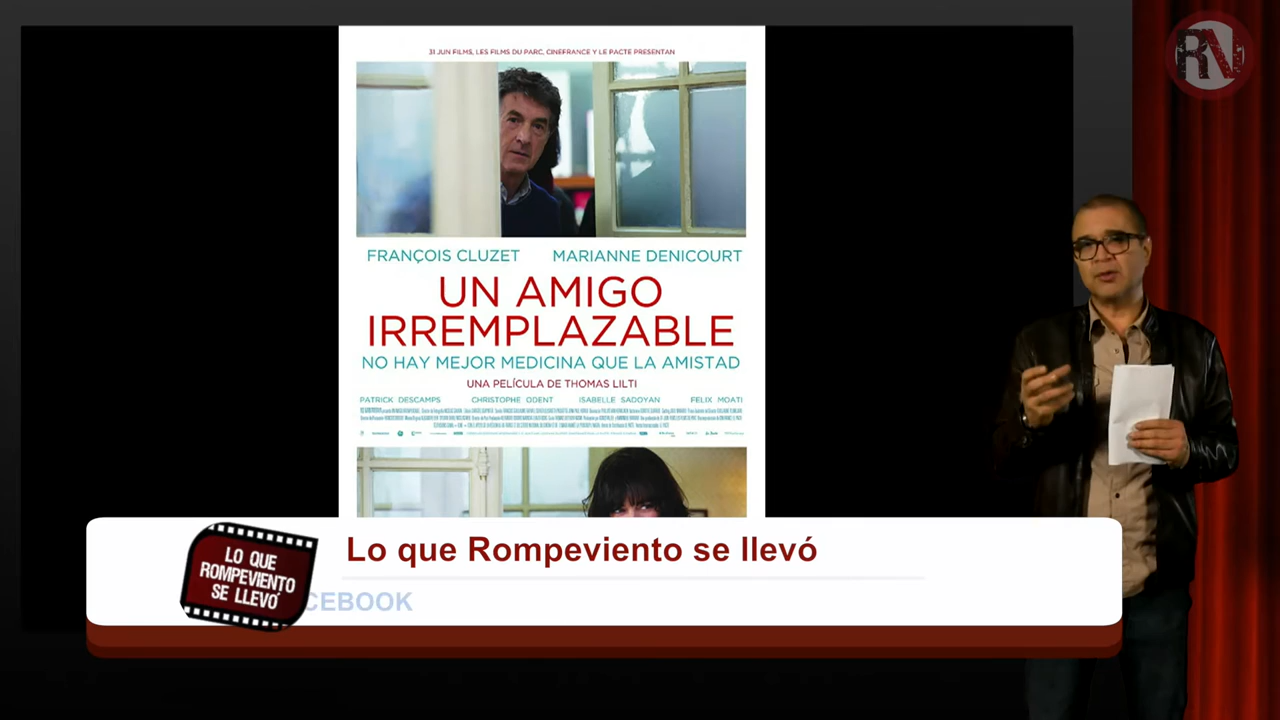 31 JUN FILMS, LES FILMS DU PARC, CINEFRANCE Y LE PACTE PRESENTAN
RN
FRANÇOIS CLUZET MARIANNE DENICOURT
UN AMIGO
IRREMPLAZABLE
NO HAY MEJOR MEDICINA QUE LA AMISTAD
UNA PELÍCULA DE THOMAS LILTI
PATRICK DESCAMPS CHRISTOPHE ODENT ISABELLE SADOYAN FELIX MOATI
LO QUE
ROMPEVIENTO
SE LLEVÓ
Lo que Rompeviento se llevó
CEBOOK